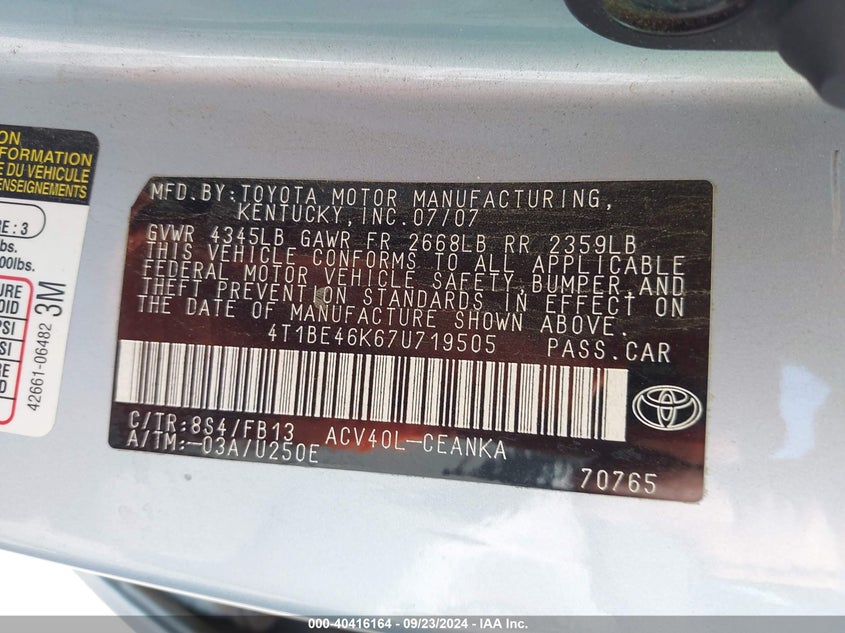 ON
FORMATION
E DU VÉHICULE
ENSEIGNEMENTS
RE : 3
bs.
00lbs.
URE
OID
PSI
SI
RE
D
42661-06482 3M
MFD.BY:TOYOTA MOTOR MANUFACTURING,
KENTUCKY,INC.07/07
GVWR 4345LB GAWR FR 2668LB RR 2359LB
THIS VEHICLE CONFORMS TO ALL APPLICABLE
FEDERAL MOTOR VEHICLE SAFETY,BUMPER,AND
THEFT PREVENTION STANDARDS IN EFFECT ON
THE DATE OF MANUFACTURE SHOWN ABOVE.
4T1BE46K67U719505 PASS.CAR
C/TR:8S4/FB13 ACV40L-CEANKA
A/TM:-03A/U250E
70765
000-40416164 | 09/23/2024 - IAA Inc.